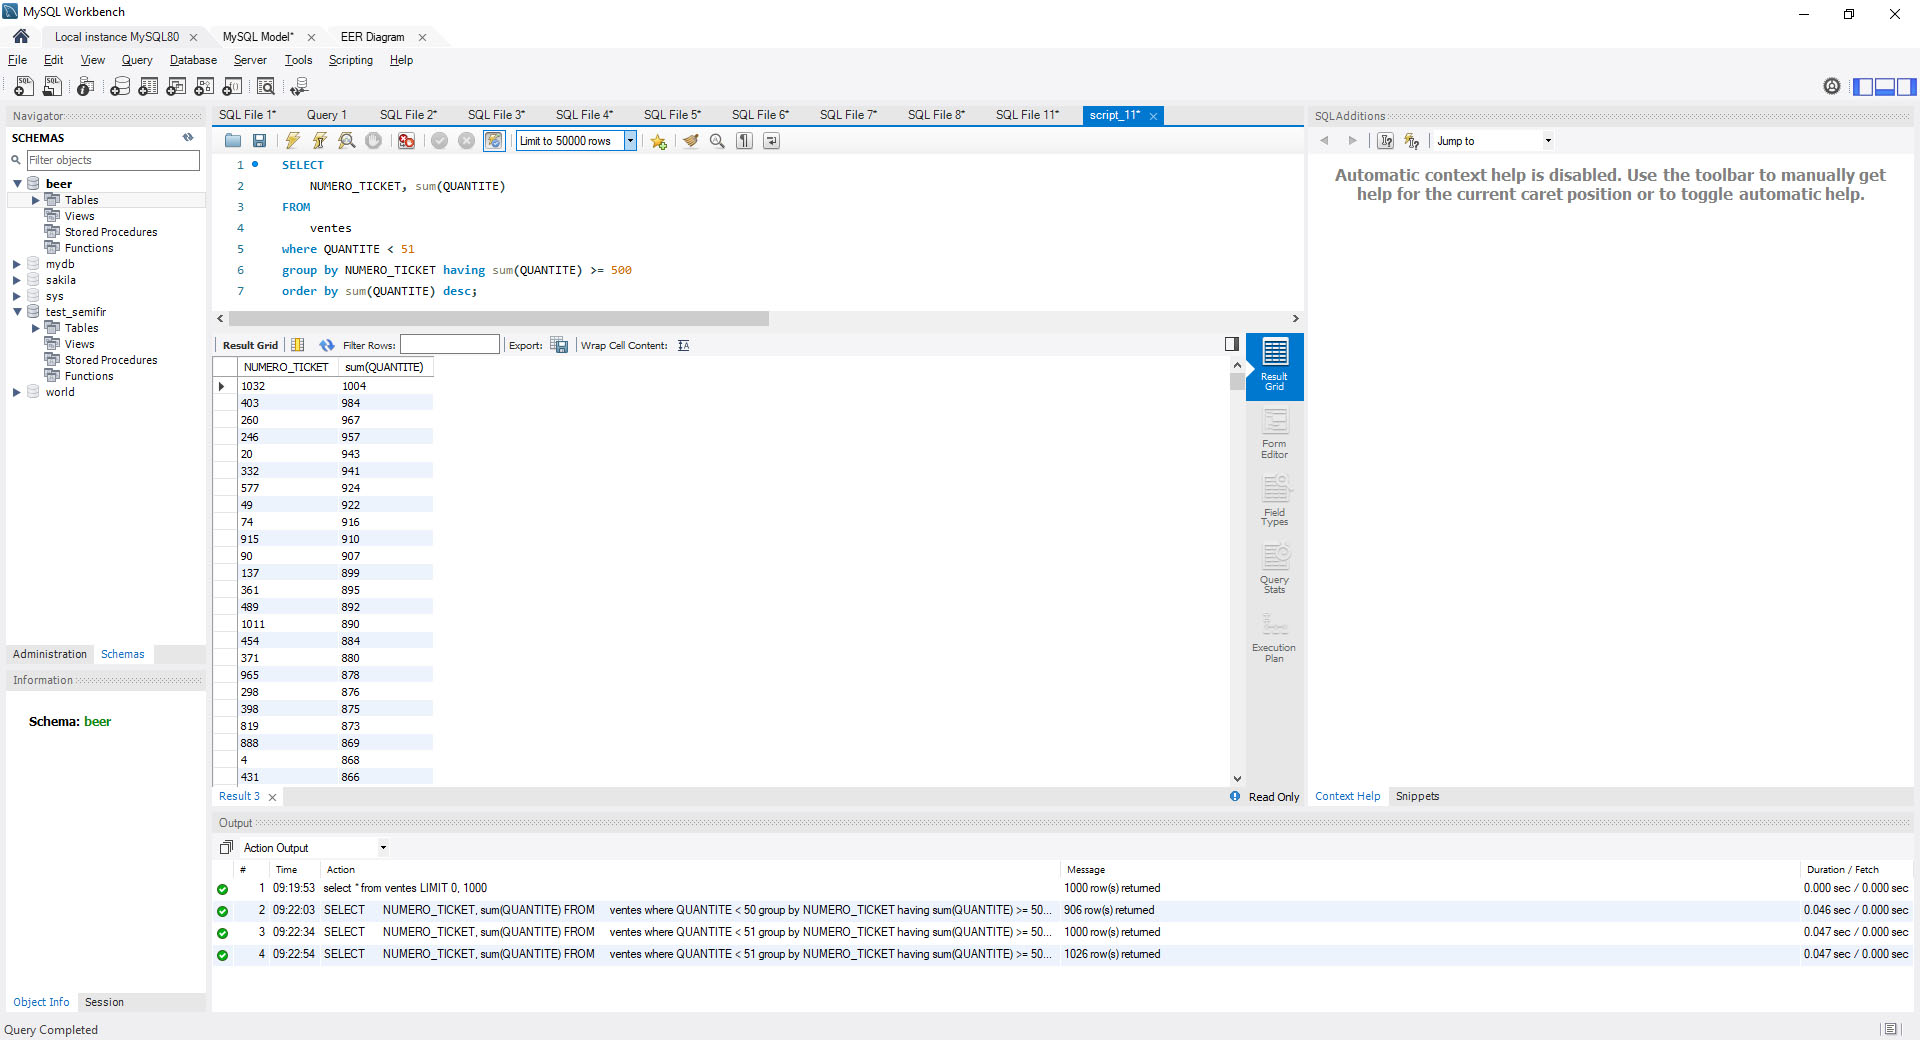 MySQL Workbench
Local instance MySQL80 MySQL Model* EER Diagram
File Edit View Query Database Server Tools Scripting Help
Navigator
SCHEMAS
Filter objects
beer
Tables
Views
Stored Procedures
Functions
mydb
sakila
sys
test_semifir
Tables
Views
Stored Procedures
Functions
world
Administration Schemas
Information
Schema: beer
Object Info Session
SQL File 1* Query 1 SQL File 2* SQL File 3* SQL File 4* SQL File 5* SQL File 6* SQL File 7* SQL File 8* SQL File 11* script_11*
Limit to 50000 rows
1 SELECT
2 NUMERO_TICKET, sum(QUANTITE)
3 FROM
4 ventes
5 where QUANTITE < 51
6 group by NUMERO_TICKET having sum(QUANTITE) >= 500
7 order by sum(QUANTITE) desc;
Result Grid Filter Rows: Export: Wrap Cell Content:
NUMERO_TICKET sum(QUANTITE)
1032 1004
403 984
260 967
246 957
20 943
332 941
577 924
49 922
74 916
915 910
90 907
137 899
361 895
489 892
1011 890
454 884
371 880
965 878
298 876
398 875
819 873
888 869
4 868
431 866
Result Grid
Form Editor
Field Types
Query Stats
Execution Plan
Result 3 Read Only
SQLAdditions
Jump to
Automatic context help is disabled. Use the toolbar to manually get
help for the current caret position or to toggle automatic help.
Context Help Snippets
Output
Action Output
# Time Action Message Duration / Fetch
1 09:19:53 select * from ventes LIMIT 0, 1000 1000 row(s) returned 0.000 sec / 0.000 sec
2 09:22:03 SELECT NUMERO_TICKET, sum(QUANTITE) FROM ventes where QUANTITE < 50 group by NUMERO_TICKET having sum(QUANTITE) >= 50... 906 row(s) returned 0.046 sec / 0.000 sec
3 09:22:34 SELECT NUMERO_TICKET, sum(QUANTITE) FROM ventes where QUANTITE < 51 group by NUMERO_TICKET having sum(QUANTITE) >= 50... 1000 row(s) returned 0.047 sec / 0.000 sec
4 09:22:54 SELECT NUMERO_TICKET, sum(QUANTITE) FROM ventes where QUANTITE < 51 group by NUMERO_TICKET having sum(QUANTITE) >= 50... 1026 row(s) returned 0.047 sec / 0.000 sec
Query Completed